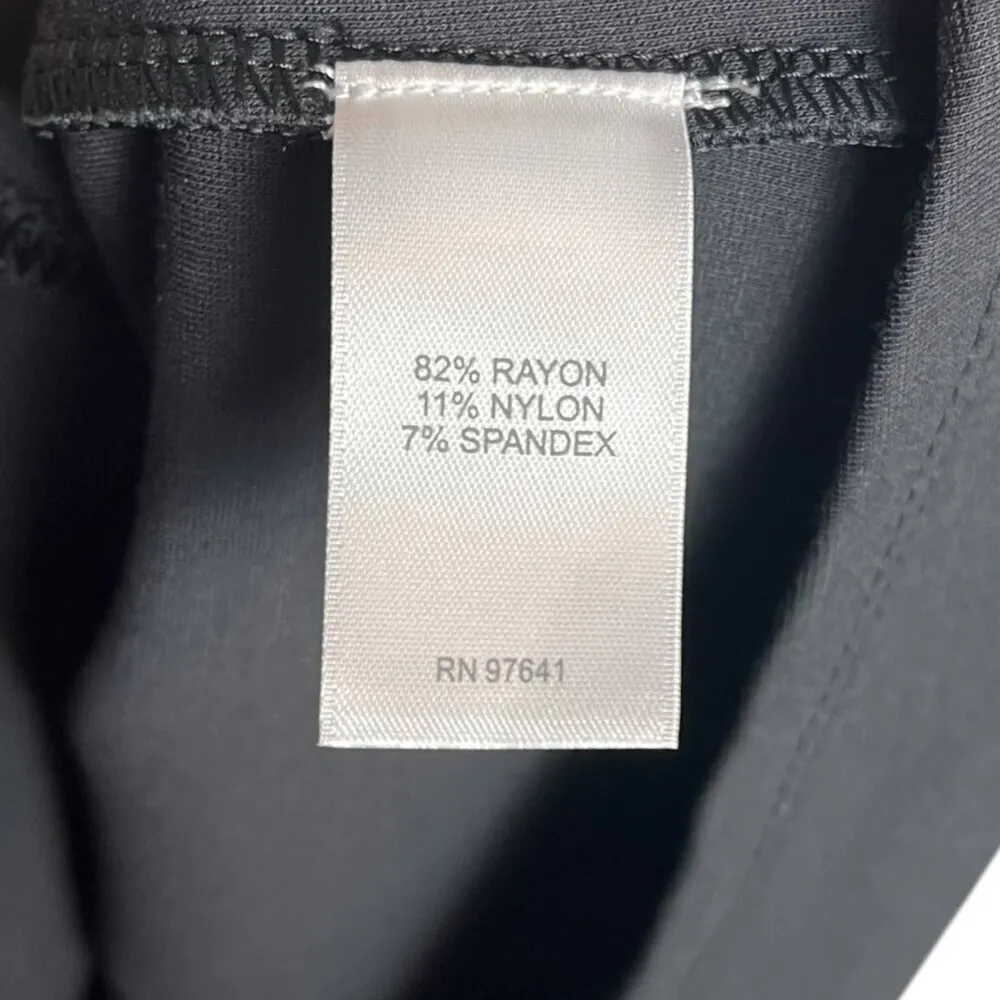 82% RAYON
11% NYLON
7% SPANDEX
RN 97641